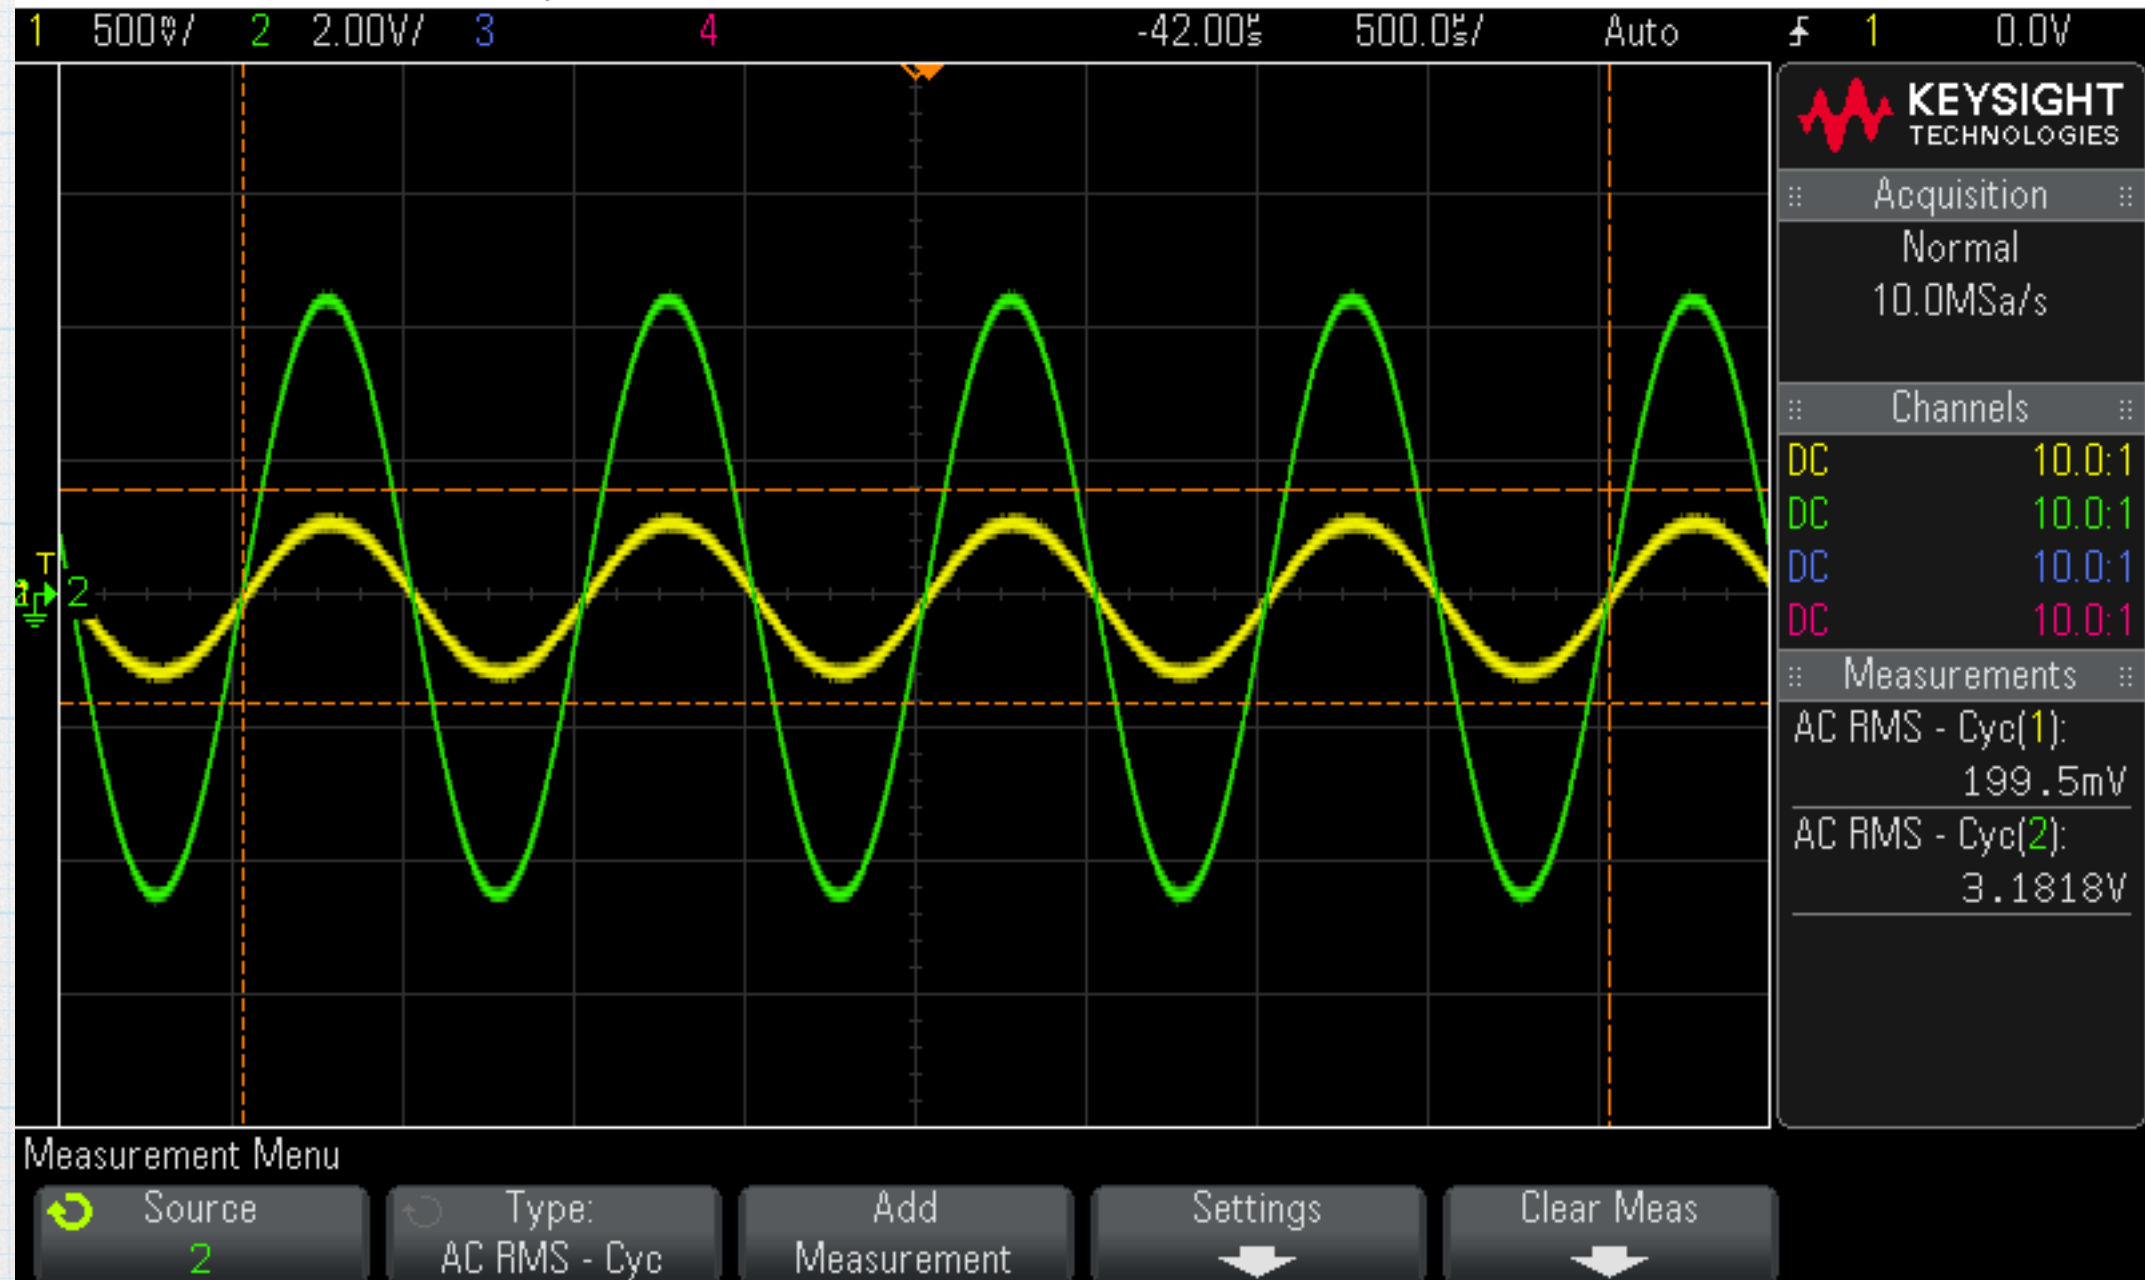 1 500mV/ 2 2.00V/ 3 4 -42.00µs 500.0µs/ Auto 1 0.0V
KEYSIGHT
TECHNOLOGIES
Acquisition
Normal
10.0MSa/s
Channels
DC 10.0:1
DC 10.0:1
DC 10.0:1
DC 10.0:1
Measurements
AC RMS - Cyc(1):
199.5mV
AC RMS - Cyc(2):
3.1818V
T
2
Measurement Menu
Source
2
Type:
AC RMS - Cyc
Add
Measurement
Settings
Clear Meas